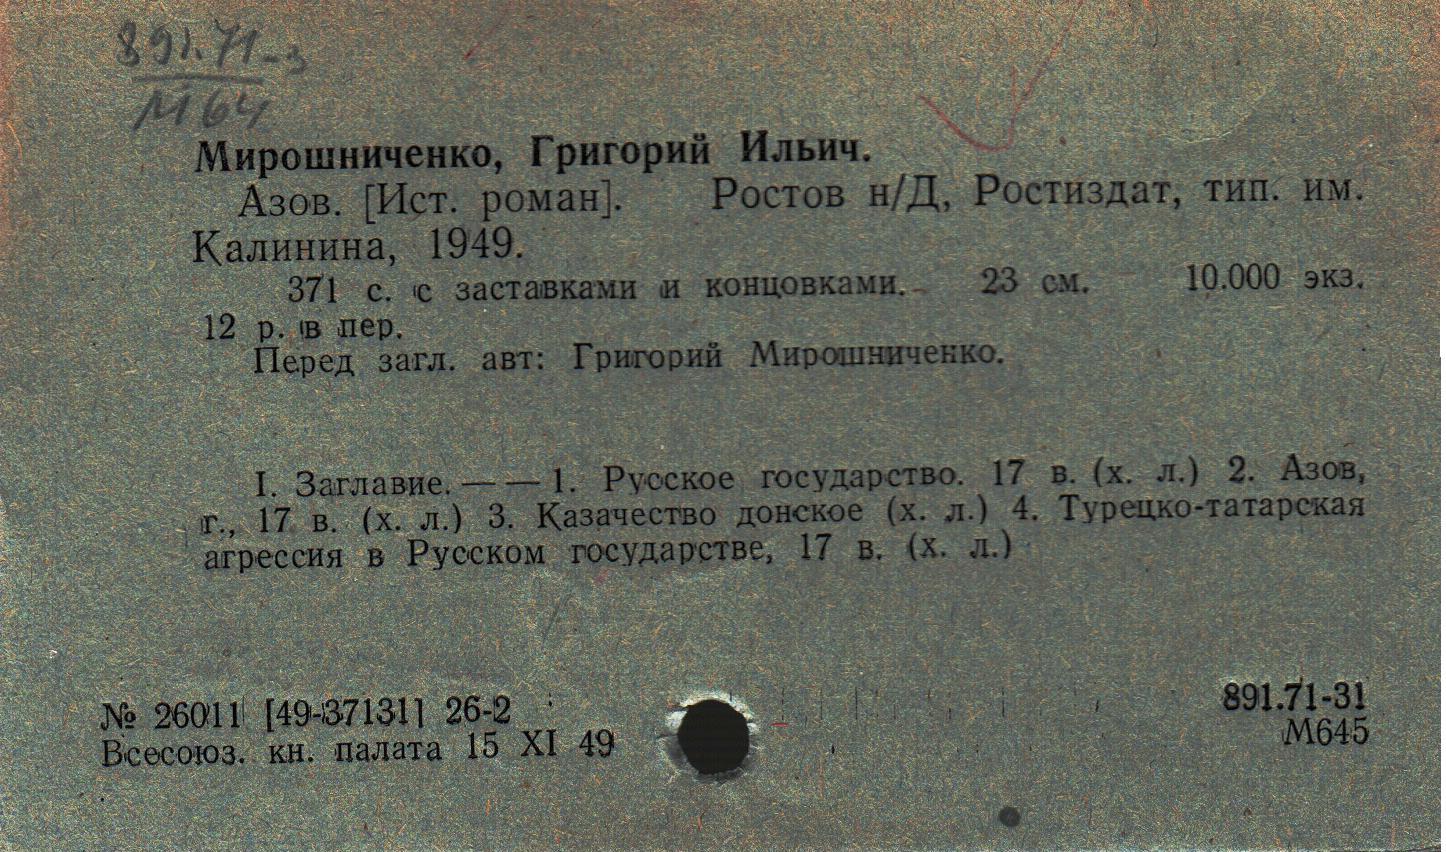 891.71-3
М64
Мирошниченко, Григорий Ильич.
Азов. [Ист. роман]. Ростов н/Д, Ростиздат, тип. им.
Калинина, 1949.
371 с. с заставками и концовками. 23 см. 10.000 экз.
12 р. в пер.
Перед загл. авт: Григорий Мирошниченко.
I. Заглавие. — — 1. Русское государство. 17 в. (х. л.) 2. Азов,
г., 17 в. (х. л.) 3. Казачество донское (х. л.) 4. Турецко-татарская
агрессия в Русском государстве, 17 в. (х. л.)
№ 26011 [49-37131] 26-2
Всесоюз. кн. палата 15 XI 49
891.71-31
М645